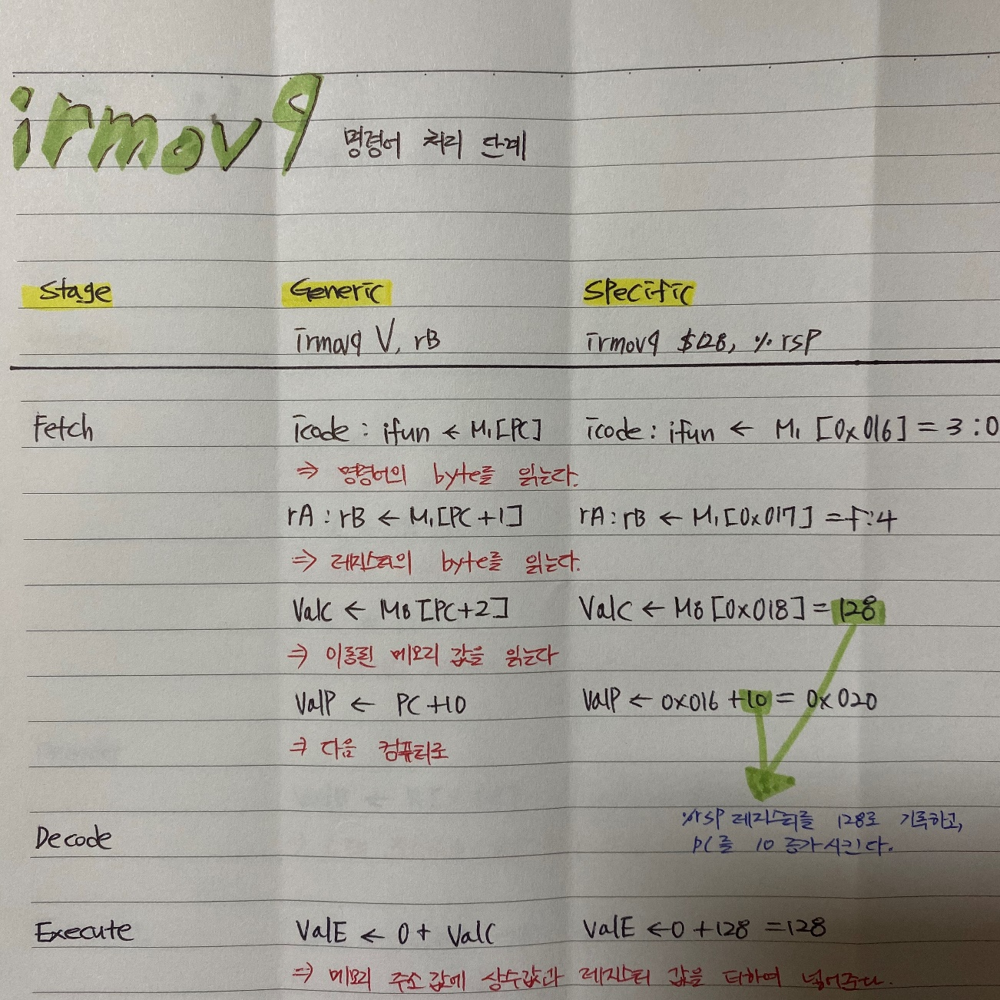 irmovq 명령어 처리 단계
Stage Generic Specific
irmovq V, rB irmovq $128, %rsp
Fetch icode : ifun ← M₁[PC] icode : ifun ← M₁ [0x016] = 3:0
⇒ 명령어의 byte를 읽는다.
rA : rB ← M₁[PC+1] rA : rB ← M₁[0x017] = f:4
⇒ 레지스터의 byte를 읽는다.
ValC ← M8[PC+2] ValC ← M8[0x018] = 128
⇒ 이동된 메모리 값을 읽는다
ValP ← PC+10 ValP ← 0x016 +10 = 0x020
⇒ 다음 컴퓨터로
%rsp 레지스터를 128로 기록하고,
Decode
PC를 10 증가시킨다.
Execute ValE ← 0 + ValC ValE ← 0 + 128 = 128
⇒ 메모리 주소값에 상수값과 레지스터 값을 더하여 넣어준다.